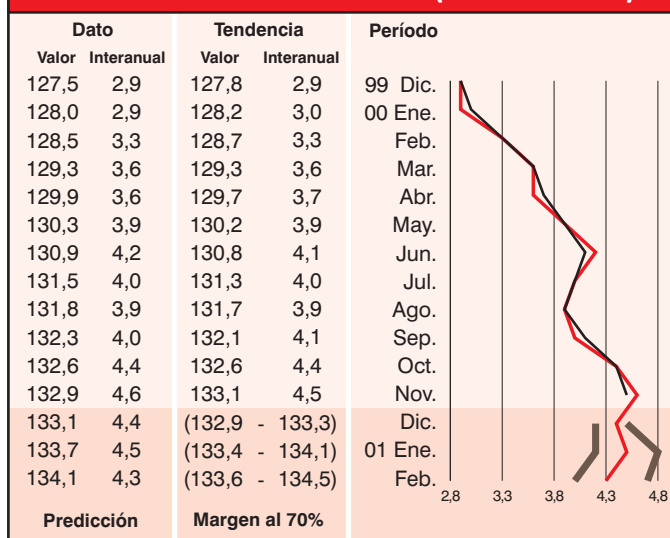 Dato Tendencia Período
Valor Interanual Valor Interanual
127,5 2,9 127,8 2,9 99 Dic.
128,0 2,9 128,2 3,0 00 Ene.
128,5 3,3 128,7 3,3 Feb.
129,3 3,6 129,3 3,6 Mar.
129,9 3,6 129,7 3,7 Abr.
130,3 3,9 130,2 3,9 May.
130,9 4,2 130,8 4,1 Jun.
131,5 4,0 131,3 4,0 Jul.
131,8 3,9 131,7 3,9 Ago.
132,3 4,0 132,1 4,1 Sep.
132,6 4,4 132,6 4,4 Oct.
132,9 4,6 133,1 4,5 Nov.
133,1 4,4 (132,9 - 133,3) Dic.
133,7 4,5 (133,4 - 134,1) 01 Ene.
134,1 4,3 (133,6 - 134,5) Feb.
2,8 3,3 3,8 4,3 4,8
Predicción Margen al 70%